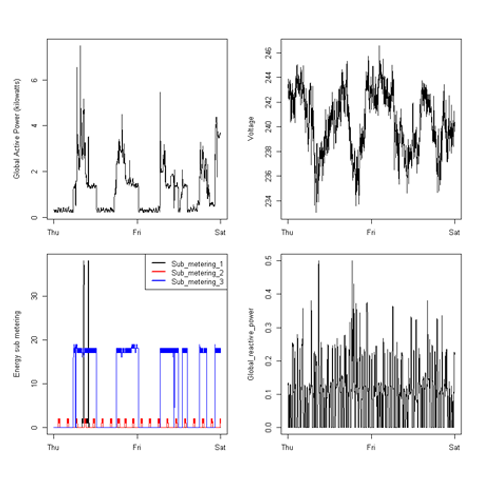 Global Active Power (kilowatts)
0 2 4 6
Thu Fri Sat
Voltage
234 236 238 240 242 244 246
Thu Fri Sat
Energy sub metering
0 10 20 30
Sub_metering_1
Sub_metering_2
Sub_metering_3
Thu Fri Sat
Global_reactive_power
0.0 0.1 0.2 0.3 0.4 0.5
Thu Fri Sat